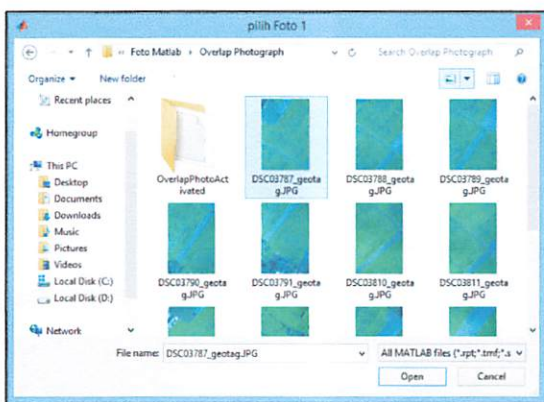 pilih Foto 1
« Foto Matlab › Overlap Photograph
Search Overlap Photograph
Organize
New folder
Recent places
Homegroup
This PC
Desktop
Documents
Downloads
Music
Pictures
Videos
Local Disk (C:)
Local Disk (D:)
Network
OverlapPhotoActivated
DSC03787_geotag.JPG
DSC03788_geotag.JPG
DSC03789_geotag.JPG
DSC03790_geotag.JPG
DSC03791_geotag.JPG
DSC03810_geotag.JPG
DSC03811_geotag.JPG
File name: DSC03787_geotag.JPG
All MATLAB files (*.rpt;*.tmf;*.s
Open
Cancel